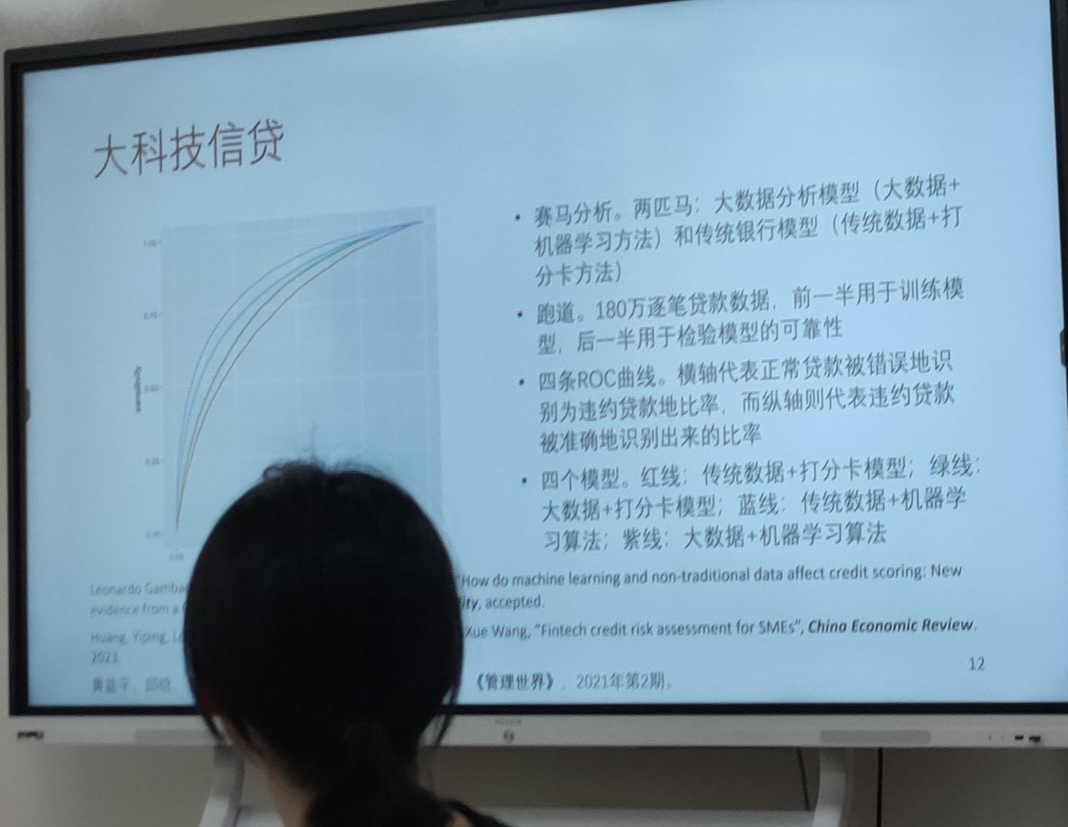 大科技信贷
1.00
0.75
0.50
0.25
0.00
• 赛马分析。两匹马：大数据分析模型（大数据+
机器学习方法）和传统银行模型（传统数据+打
分卡方法）
• 跑道。180万逐笔贷款数据，前一半用于训练模
型，后一半用于检验模型的可靠性
• 四条ROC曲线。横轴代表正常贷款被错误地识
别为违约贷款地比率，而纵轴则代表违约贷款
被准确地识别出来的比率
• 四个模型。红线：传统数据+打分卡模型；绿线：
大数据+打分卡模型；蓝线：传统数据+机器学
习算法；紫线：大数据+机器学习算法
Leonardo "How do machine learning and non-traditional data affect credit scoring: New
evidence from a accepted.
Huang, Yiping, Xue Wang, "Fintech credit risk assessment for SMEs", China Economic Review,
2023.
黄益平、邱晗 《管理世界》，2021年第2期。
12